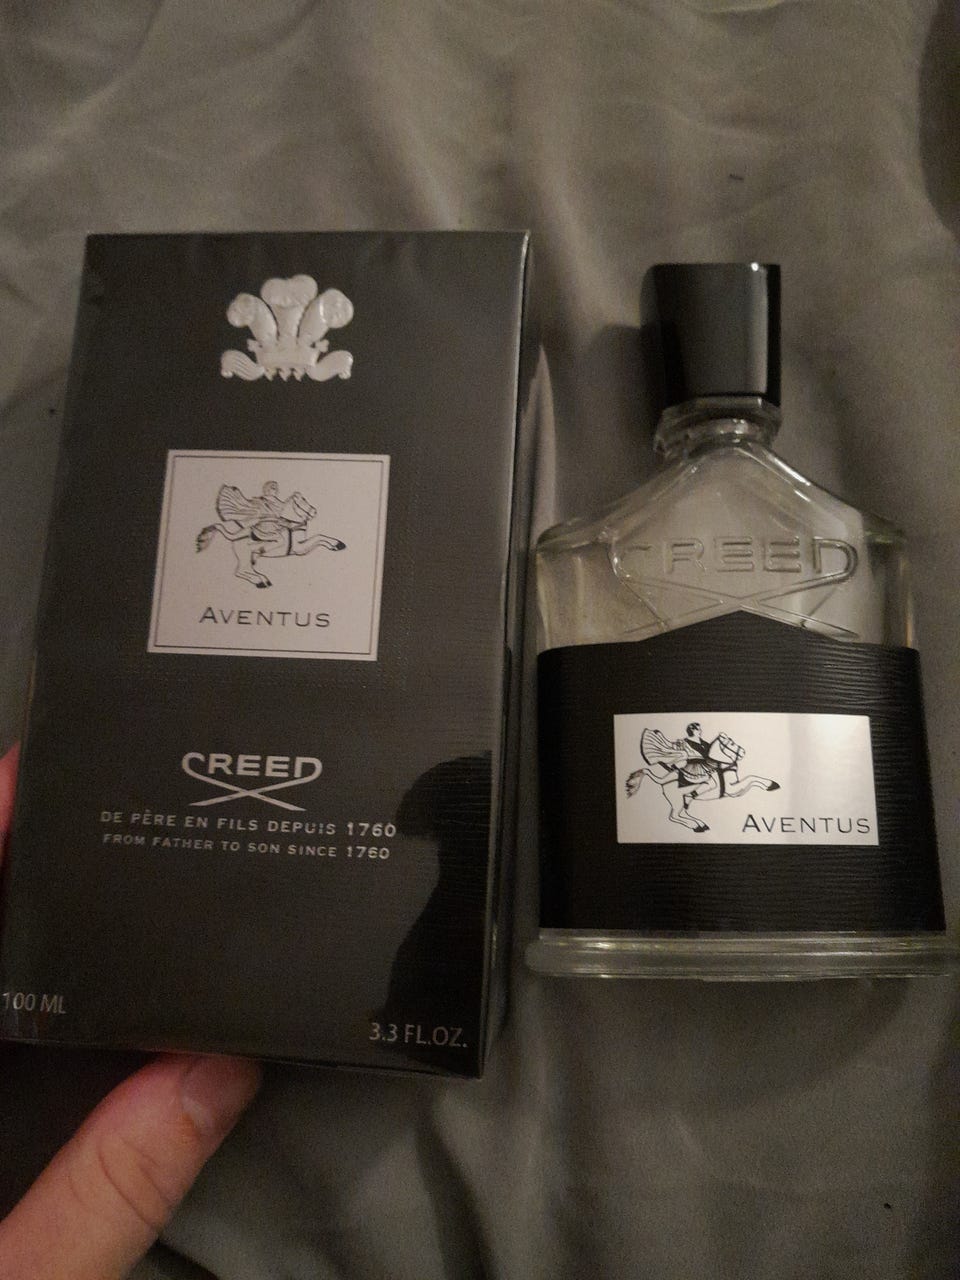 AVENTUS
CREED
DE PÈRE EN FILS DEPUIS 1760
FROM FATHER TO SON SINCE 1760
100 ML
3.3 FL.OZ.
CREED
AVENTUS